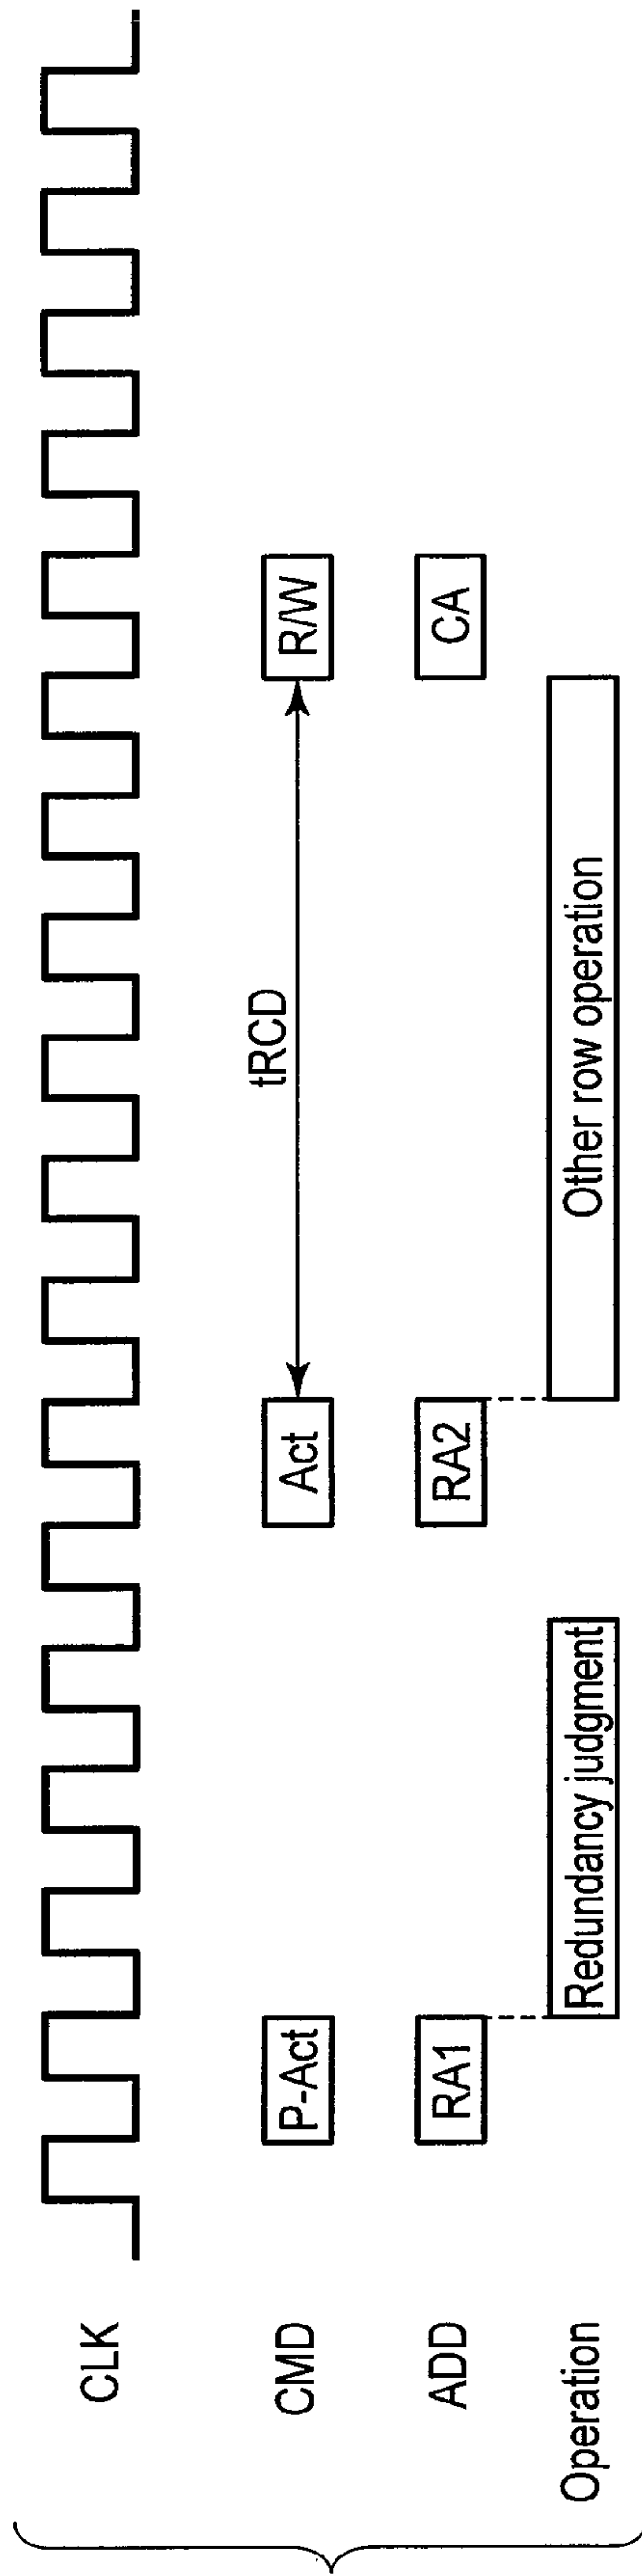 CLK
CMD
P-Act
Act
tRCD
R/W
ADD
RA1
RA2
CA
Operation
Redundancy judgment
Other row operation